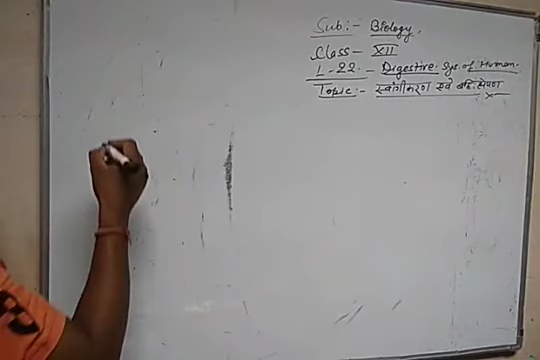 Sub:- Biology.
Class- XII
L-22.- Digestive Sys. of Human.
Topic:- स्वांगीकरण एवं बहिःक्षेपण